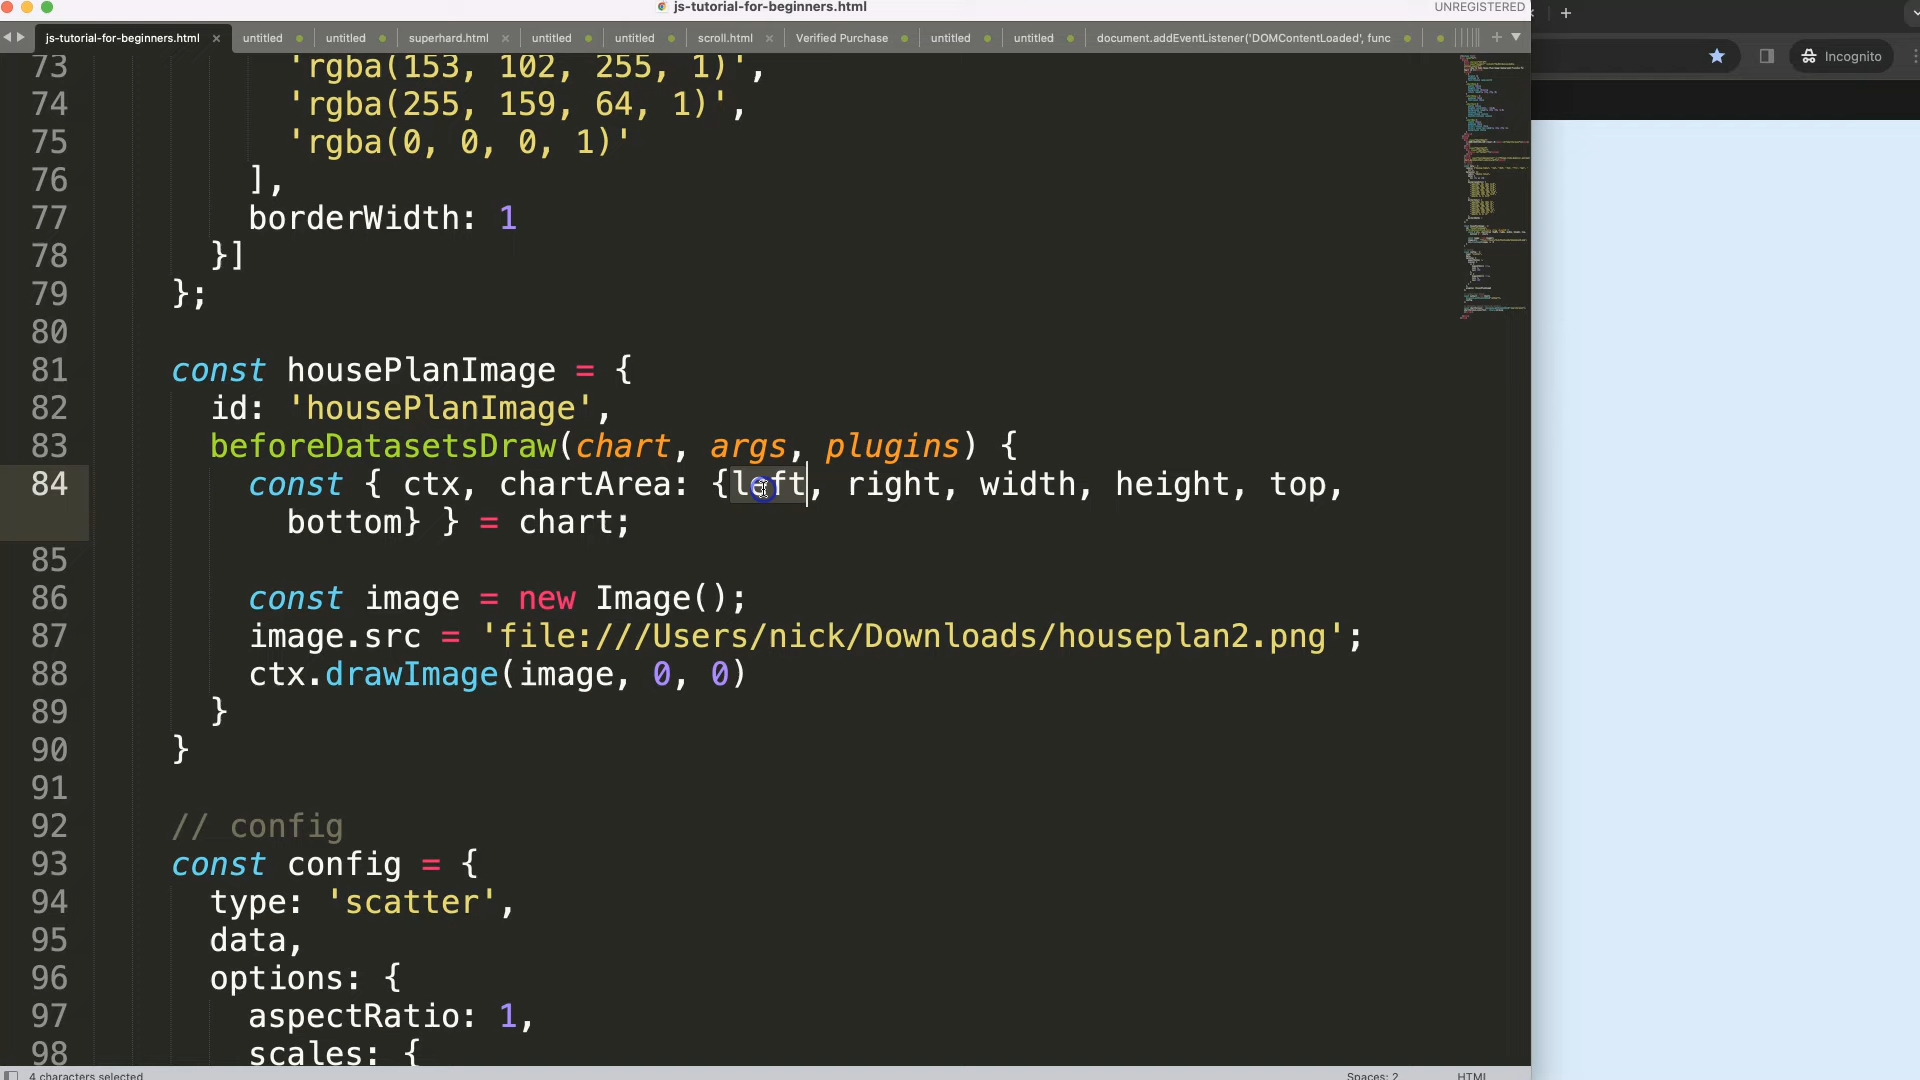 js-tutorial-for-beginners.html
UNREGISTERED
js-tutorial-for-beginners.html untitled untitled superhard.html untitled untitled scroll.html Verified Purchase untitled untitled document.addEventListener('DOMContentLoaded', func
Incognito
73 'rgba(153, 102, 255, 1)',
74 'rgba(255, 159, 64, 1)',
75 'rgba(0, 0, 0, 1)'
76 ],
77 borderWidth: 1
78 }]
79 };
80
81 const housePlanImage = {
82 id: 'housePlanImage',
83 beforeDatasetsDraw(chart, args, plugins) {
84 const { ctx, chartArea: {left, right, width, height, top,
bottom} } = chart;
85
86 const image = new Image();
87 image.src = 'file:///Users/nick/Downloads/houseplan2.png';
88 ctx.drawImage(image, 0, 0)
89 }
90 }
91
92 // config
93 const config = {
94 type: 'scatter',
95 data,
96 options: {
97 aspectRatio: 1,
98 scales: {
4 characters selected
Spaces: 2
HTML